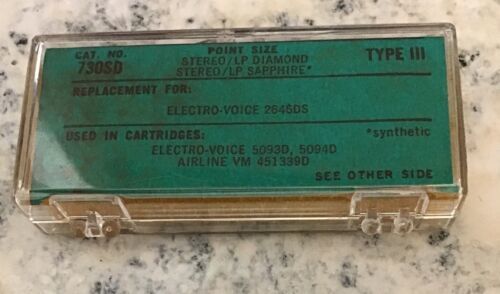 CAT. NO. POINT SIZE TYPE III
730SD STEREO/LP DIAMOND
STEREO/LP SAPPHIRE*
REPLACEMENT FOR:
ELECTRO-VOICE 2645DS
USED IN CARTRIDGES: *synthetic
ELECTRO-VOICE 5093D, 5094D
AIRLINE VM 451339D
SEE OTHER SIDE